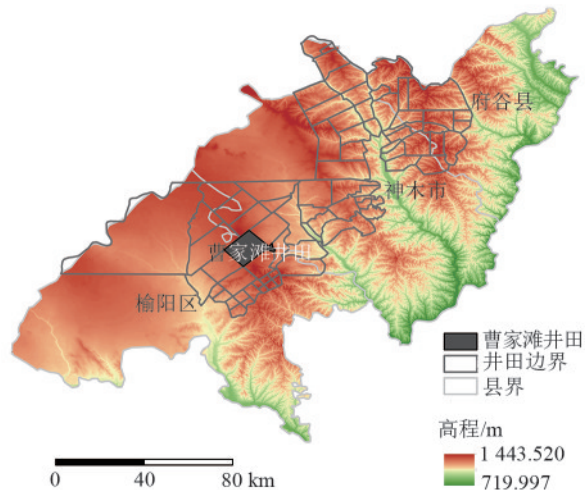 府谷县
神木市
曹家滩井田
榆阳区
曹家滩井田
井田边界
县界
高程/m
1 443.520
719.997
0 40 80 km